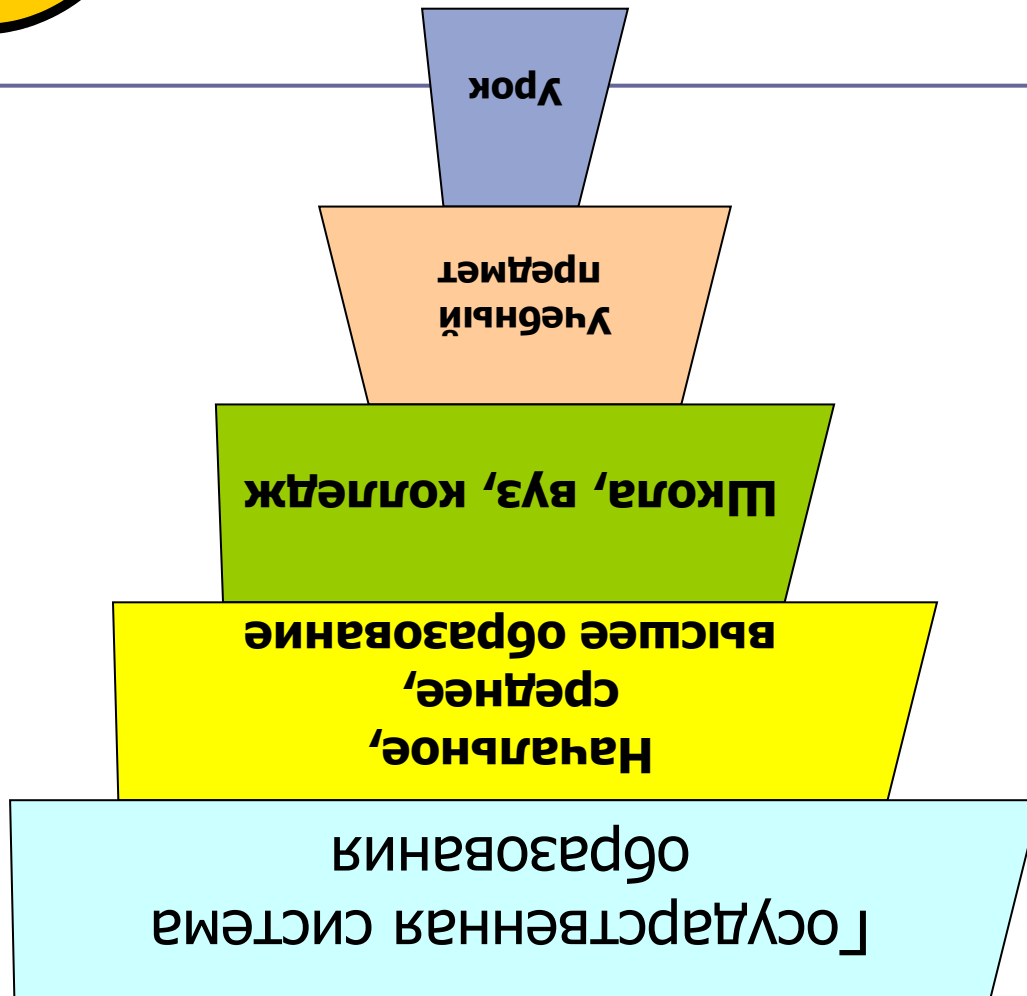 Государственная система
образования
Начальное,
среднее,
высшее образование
Школа, вуз, колледж
Учебный
предмет
Урок